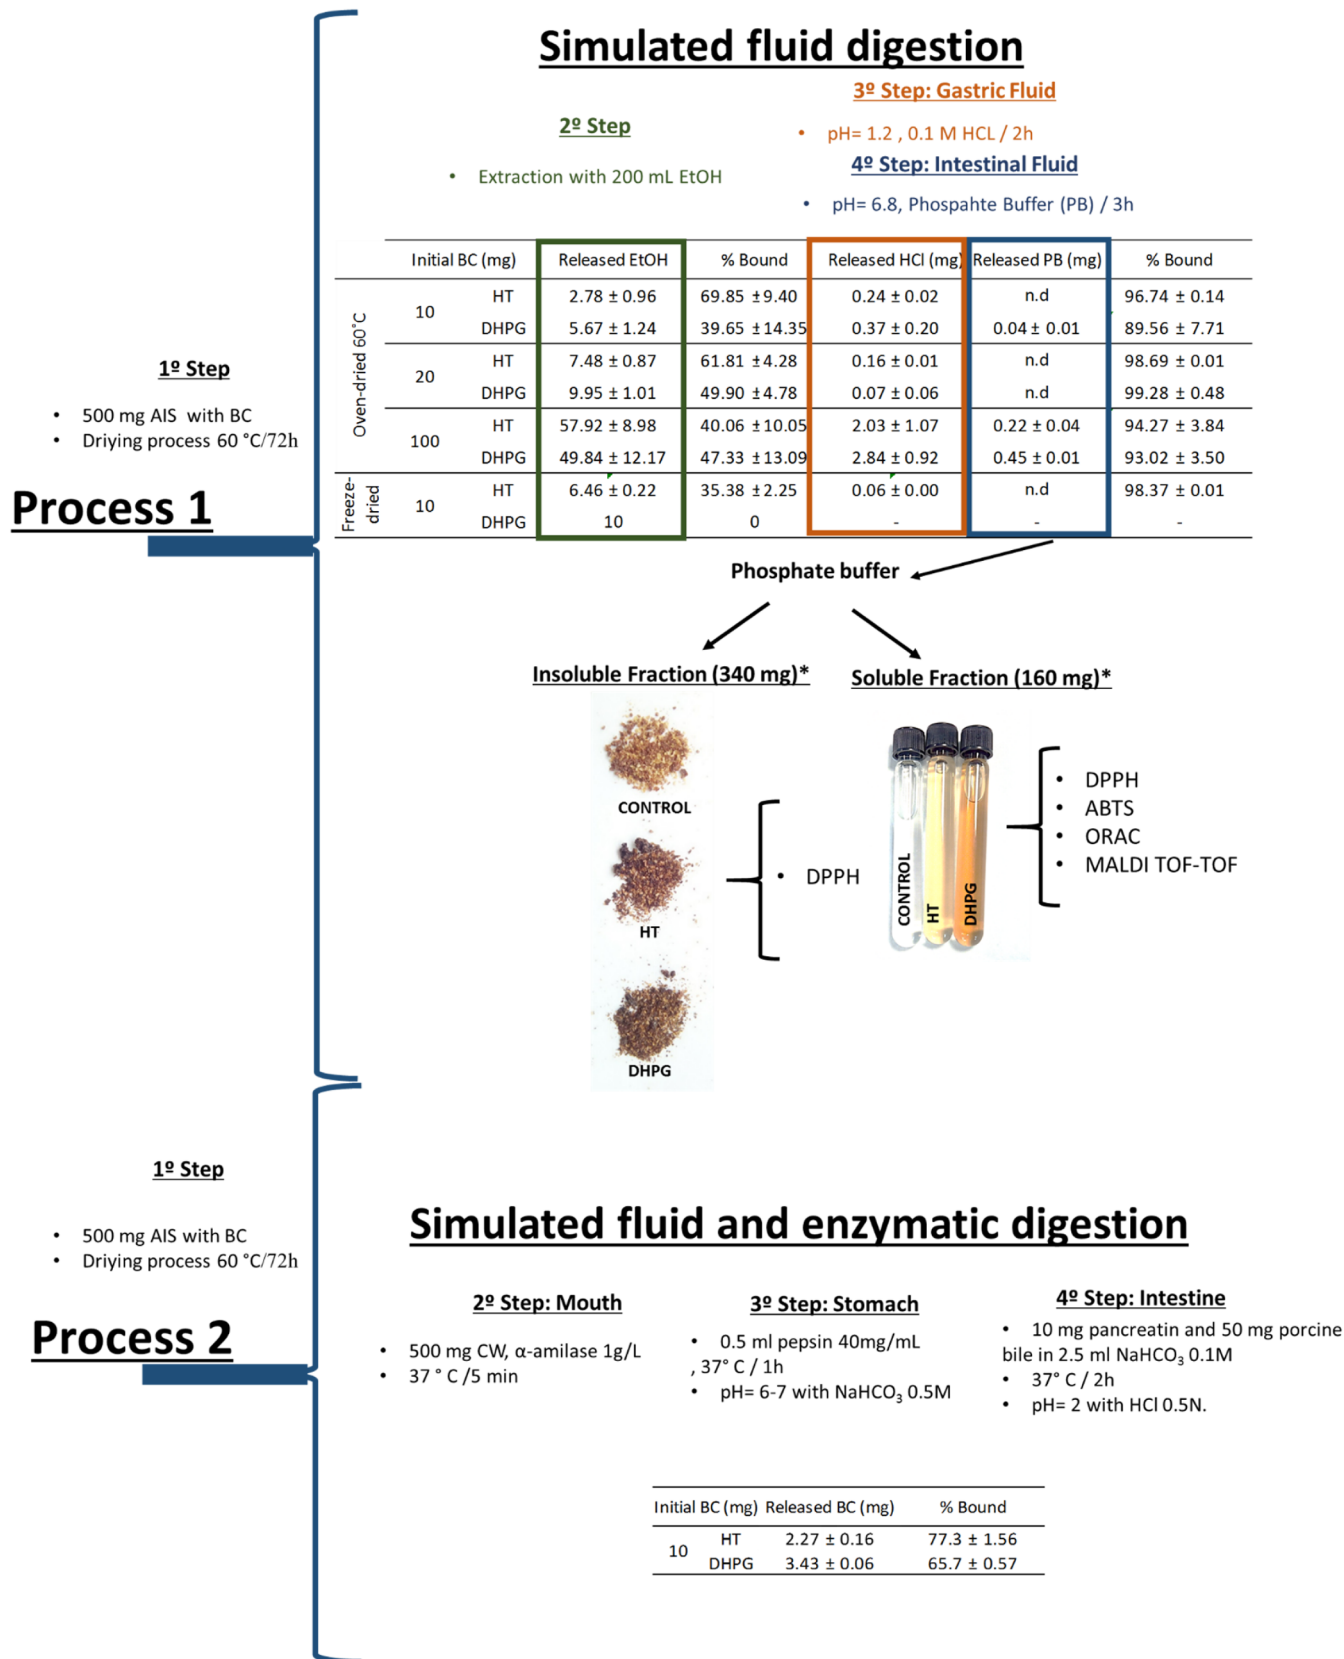 Simulated fluid digestion
3º Step: Gastric Fluid
2º Step
• pH= 1.2 , 0.1 M HCL / 2h
4º Step: Intestinal Fluid
• Extraction with 200 mL EtOH
• pH= 6.8, Phospahte Buffer (PB) / 3h
Initial BC (mg) Released EtOH % Bound Released HCl (mg) Released PB (mg) % Bound
Oven-dried 60°C
10 HT 2.78 ± 0.96 69.85 ±9.40 0.24 ± 0.02 n.d 96.74 ± 0.14
DHPG 5.67 ± 1.24 39.65 ±14.35 0.37 ± 0.20 0.04 ± 0.01 89.56 ± 7.71
20 HT 7.48 ± 0.87 61.81 ±4.28 0.16 ± 0.01 n.d 98.69 ± 0.01
DHPG 9.95 ± 1.01 49.90 ±4.78 0.07 ± 0.06 n.d 99.28 ± 0.48
100 HT 57.92 ± 8.98 40.06 ±10.05 2.03 ± 1.07 0.22 ± 0.04 94.27 ± 3.84
DHPG 49.84 ± 12.17 47.33 ±13.09 2.84 ± 0.92 0.45 ± 0.01 93.02 ± 3.50
Freeze-
dried
10 HT 6.46 ± 0.22 35.38 ±2.25 0.06 ± 0.00 n.d 98.37 ± 0.01
DHPG 10 0 - - -
1º Step
• 500 mg AIS with BC
• Driying process 60 °C/72h
Process 1
Phosphate buffer
Insoluble Fraction (340 mg)*
Soluble Fraction (160 mg)*
CONTROL
HT
DHPG
• DPPH
CONTROL
HT
DHPG
• DPPH
• ABTS
• ORAC
• MALDI TOF-TOF
1º Step
• 500 mg AIS with BC
• Driying process 60 °C/72h
Process 2
Simulated fluid and enzymatic digestion
2º Step: Mouth
• 500 mg CW, α-amilase 1g/L
• 37 ° C /5 min
3º Step: Stomach
• 0.5 ml pepsin 40mg/mL
, 37° C / 1h
• pH= 6-7 with NaHCO₃ 0.5M
4º Step: Intestine
• 10 mg pancreatin and 50 mg porcine
bile in 2.5 ml NaHCO₃ 0.1M
• 37° C / 2h
• pH= 2 with HCl 0.5N.
Initial BC (mg) Released BC (mg) % Bound
10 HT 2.27 ± 0.16 77.3 ± 1.56
DHPG 3.43 ± 0.06 65.7 ± 0.57